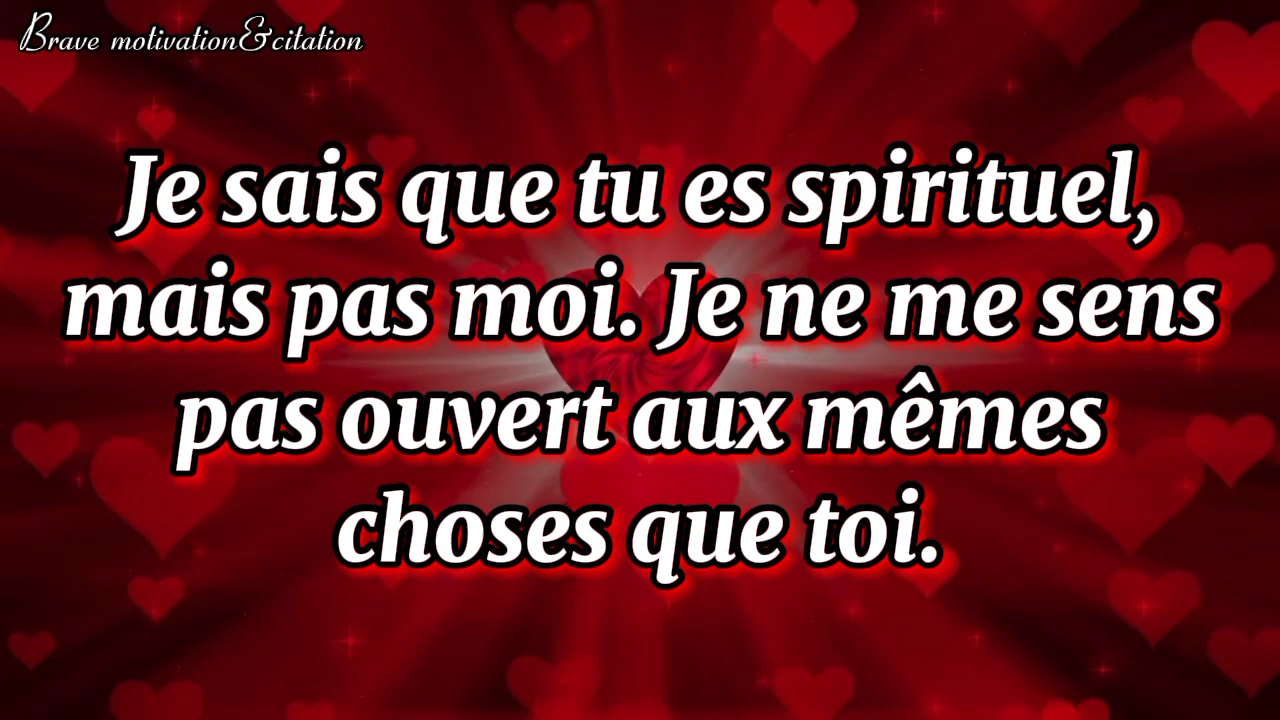 Brave motivation&citation
Je sais que tu es spirituel,
mais pas moi. Je ne me sens
pas ouvert aux mêmes
choses que toi.